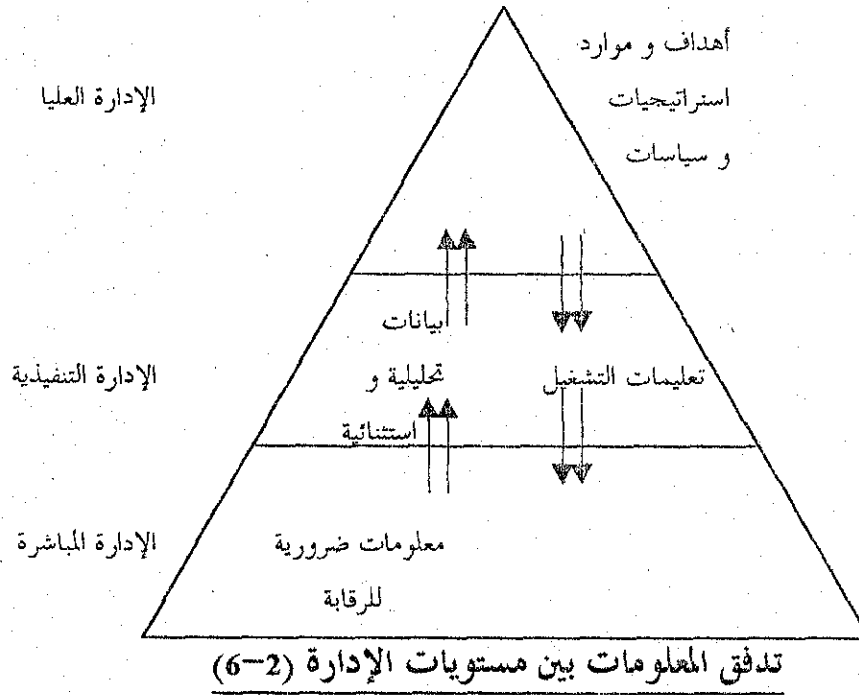 أهداف و موارد
استراتيجيات
و سياسات
الإدارة العليا
بيانات
تحليلية و
استثنائية
تعليمات التشغيل
الإدارة التنفيذية
معلومات ضرورية
للرقابة
الإدارة المباشرة
تدفق المعلومات بين مستويات الإدارة (2-6)